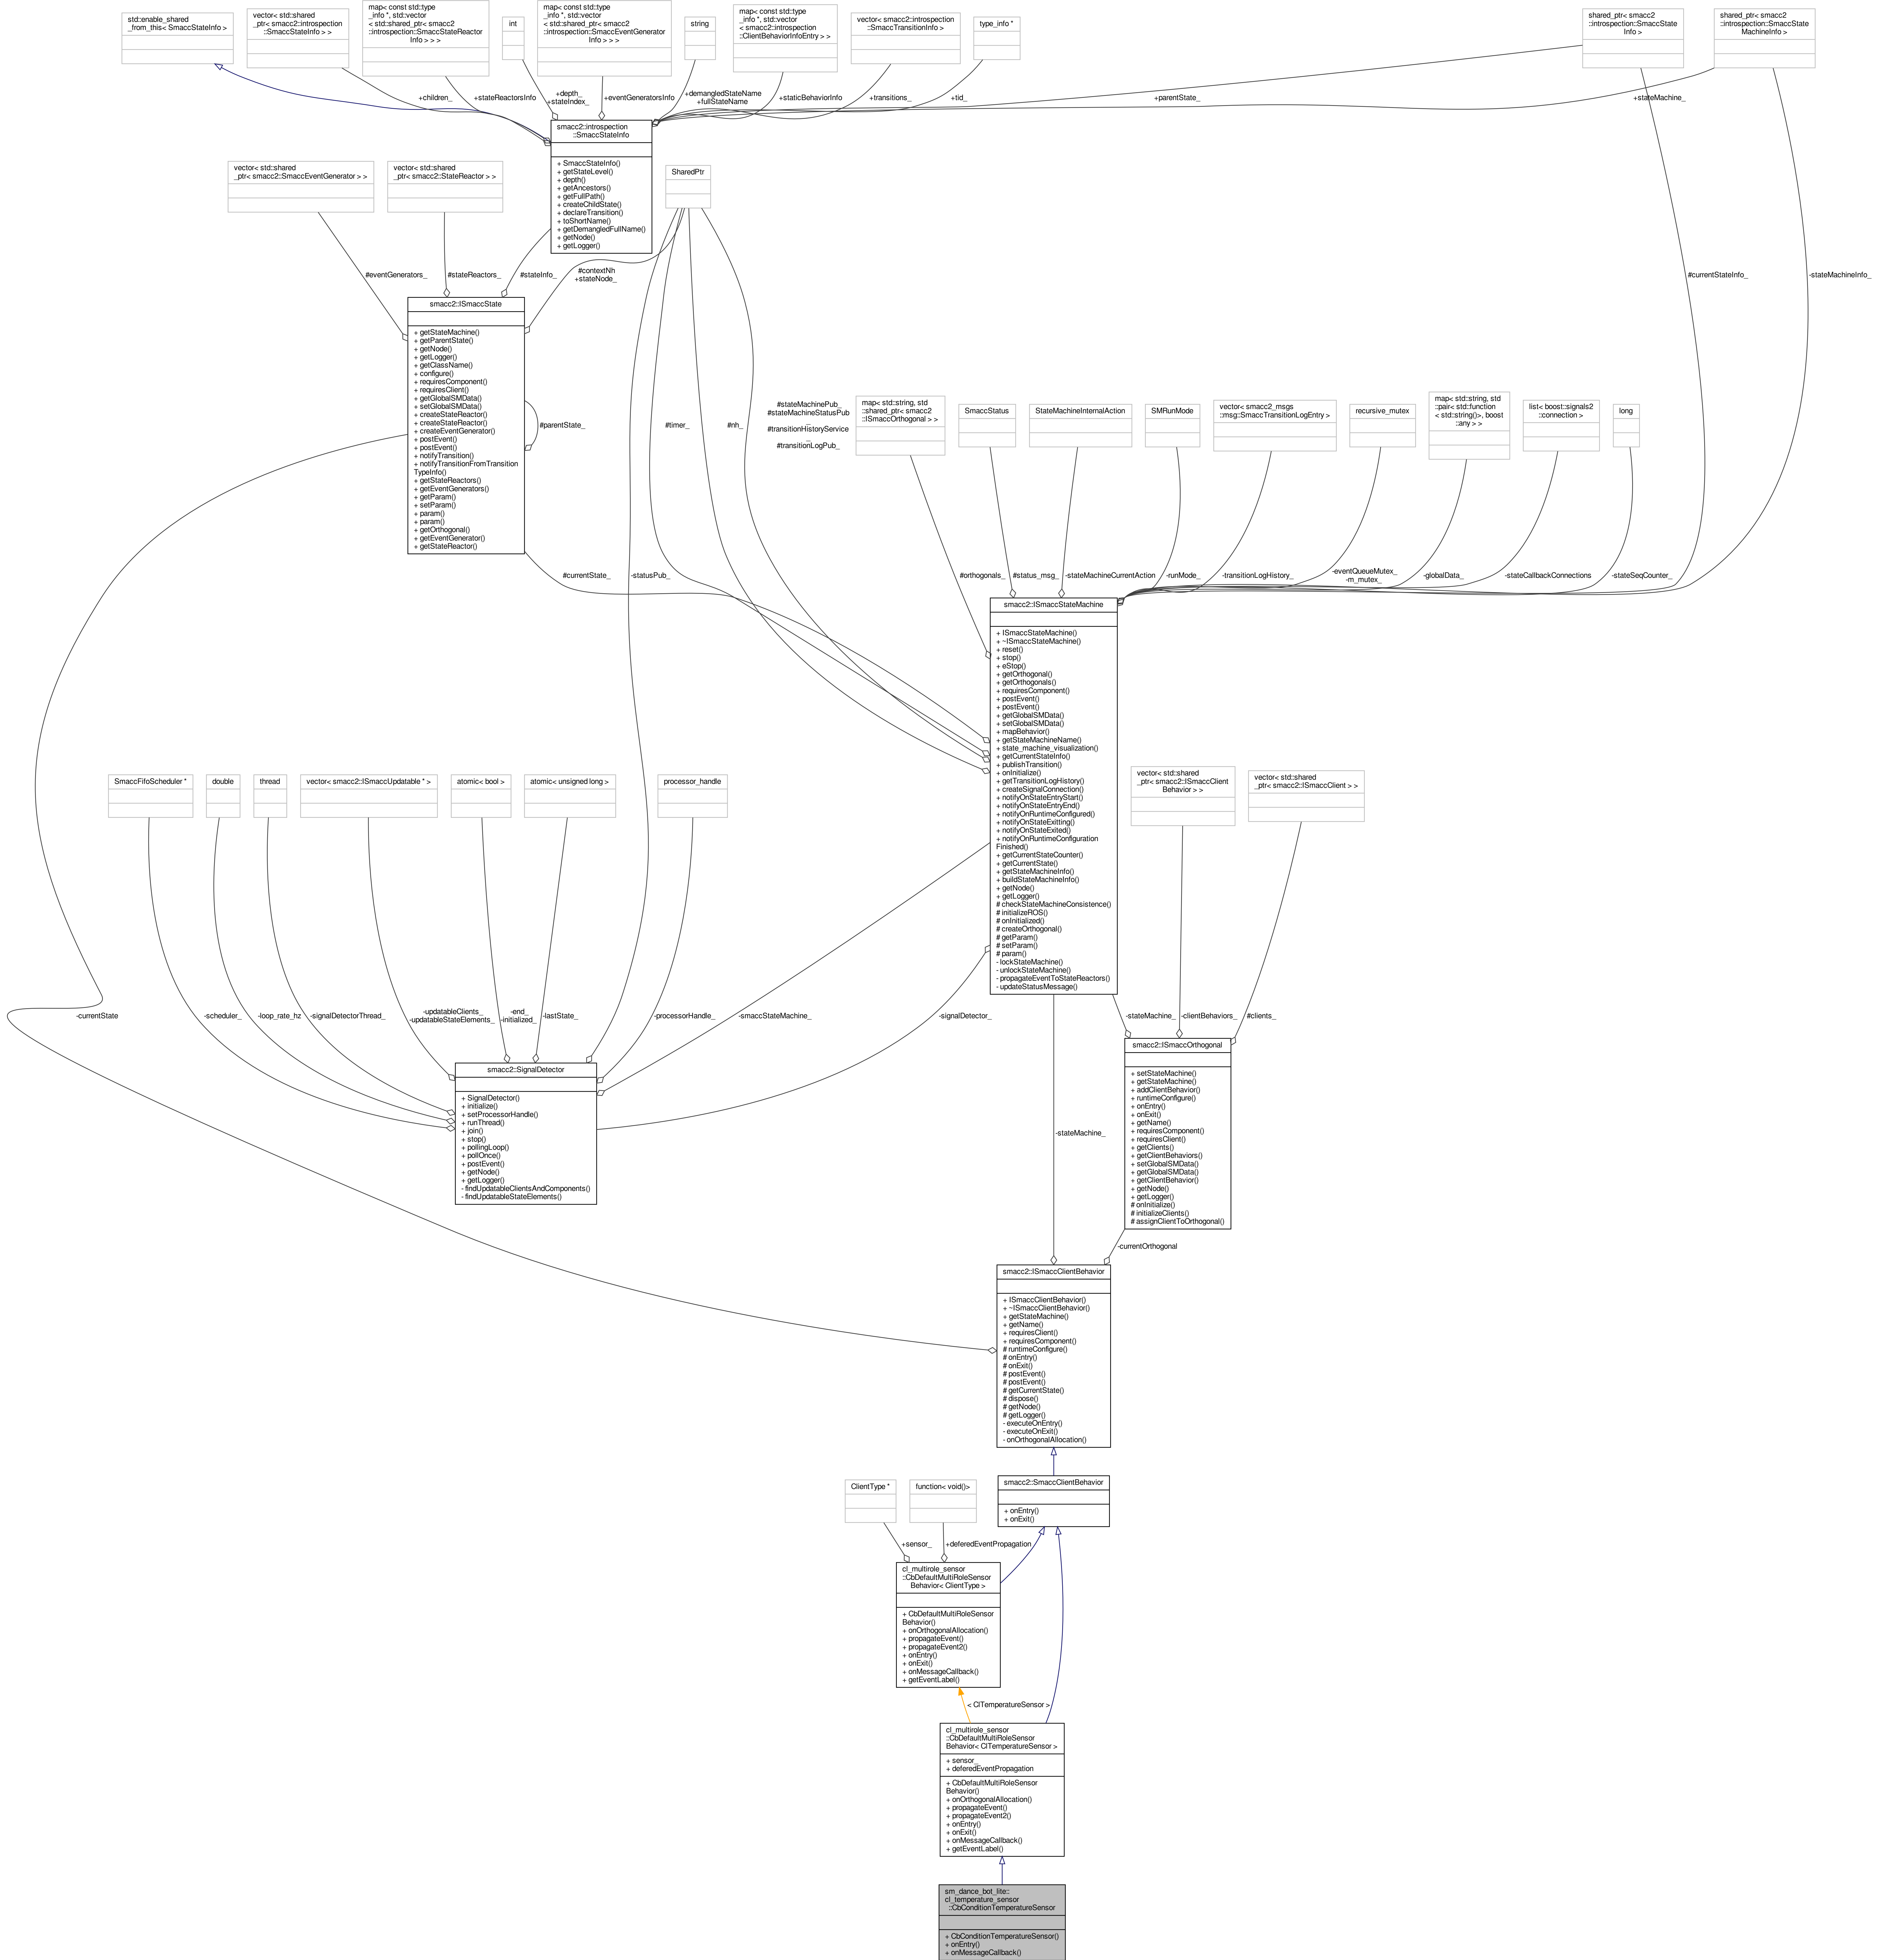 std::enable_shared
_from_this< SmaccStateInfo >
vector< std::shared
_ptr< smacc2::introspection
::SmaccStateInfo > >
map< const std::type
_info *, std::vector
< std::shared_ptr< smacc2
::introspection::SmaccStateReactor
Info > > >
int
map< const std::type
_info *, std::vector
< std::shared_ptr< smacc2
::introspection::SmaccEventGenerator
Info > > >
string
map< const std::type
_info *, std::vector
< smacc2::introspection
::ClientBehaviorInfoEntry > >
vector< smacc2::introspection
::SmaccTransitionInfo >
type_info *
shared_ptr< smacc2
::introspection::SmaccState
Info >
shared_ptr< smacc2
::introspection::SmaccState
MachineInfo >
+children_
+stateReactorsInfo
+depth_
+stateIndex_
+eventGeneratorsInfo
+demangledStateName
+fullStateName
+staticBehaviorInfo
+transitions_
+tid_
+parentState_
+stateMachine_
smacc2::introspection
::SmaccStateInfo
+ SmaccStateInfo()
+ getStateLevel()
+ depth()
+ getAncestors()
+ getFullPath()
+ createChildState()
+ declareTransition()
+ toShortName()
+ getDemangledFullName()
+ getNode()
+ getLogger()
vector< std::shared
_ptr< smacc2::SmaccEventGenerator > >
vector< std::shared
_ptr< smacc2::StateReactor > >
SharedPtr
#eventGenerators_
#stateReactors_
#stateInfo_
#contextNh
+stateNode_
#currentStateInfo_
-stateMachineInfo_
smacc2::ISmaccState
+ getStateMachine()
+ getParentState()
+ getNode()
+ getLogger()
+ getClassName()
+ configure()
+ requiresComponent()
+ requiresClient()
+ getGlobalSMData()
+ setGlobalSMData()
+ createStateReactor()
+ createStateReactor()
+ createEventGenerator()
+ postEvent()
+ postEvent()
+ notifyTransition()
+ notifyTransitionFromTransition
TypeInfo()
+ getStateReactors()
+ getEventGenerators()
+ getParam()
+ setParam()
+ param()
+ param()
+ getOrthogonal()
+ getEventGenerator()
+ getStateReactor()
#parentState_
#timer_
#nh_
#stateMachinePub_
#stateMachineStatusPub
_
#transitionHistoryService
_
#transitionLogPub_
map< std::string, std
::shared_ptr< smacc2
::ISmaccOrthogonal > >
SmaccStatus
StateMachineInternalAction
SMRunMode
vector< smacc2_msgs
::msg::SmaccTransitionLogEntry >
recursive_mutex
map< std::string, std
::pair< std::function
< std::string()>, boost
::any > >
list< boost::signals2
::connection >
long
#currentState_
-statusPub_
#orthogonals_
#status_msg_
-stateMachineCurrentAction
-runMode_
-transitionLogHistory_
-eventQueueMutex_
-m_mutex_
-globalData_
-stateCallbackConnections
-stateSeqCounter_
smacc2::ISmaccStateMachine
+ ISmaccStateMachine()
+ ~ISmaccStateMachine()
+ reset()
+ stop()
+ eStop()
+ getOrthogonal()
+ getOrthogonals()
+ requiresComponent()
+ postEvent()
+ postEvent()
+ getGlobalSMData()
+ setGlobalSMData()
+ mapBehavior()
+ getStateMachineName()
+ state_machine_visualization()
+ getCurrentStateInfo()
+ publishTransition()
+ onInitialize()
+ getTransitionLogHistory()
+ createSignalConnection()
+ notifyOnStateEntryStart()
+ notifyOnStateEntryEnd()
+ notifyOnRuntimeConfigured()
+ notifyOnStateExitting()
+ notifyOnStateExited()
+ notifyOnRuntimeConfiguration
Finished()
+ getCurrentStateCounter()
+ getCurrentState()
+ getStateMachineInfo()
+ buildStateMachineInfo()
+ getNode()
+ getLogger()
# checkStateMachineConsistence()
# initializeROS()
# onInitialized()
# createOrthogonal()
# getParam()
# setParam()
# param()
- lockStateMachine()
- unlockStateMachine()
- propagateEventToStateReactors()
- updateStatusMessage()
SmaccFifoScheduler *
double
thread
vector< smacc2::ISmaccUpdatable * >
atomic< bool >
atomic< unsigned long >
processor_handle
vector< std::shared
_ptr< smacc2::ISmaccClient
Behavior > >
vector< std::shared
_ptr< smacc2::ISmaccClient > >
-currentState
-scheduler_
-loop_rate_hz
-signalDetectorThread_
-updatableClients_
-updatableStateElements_
-end_
-initialized_
-lastState_
-processorHandle_
-smaccStateMachine_
-signalDetector_
-stateMachine_
-clientBehaviors_
#clients_
smacc2::SignalDetector
+ SignalDetector()
+ initialize()
+ setProcessorHandle()
+ runThread()
+ join()
+ stop()
+ pollingLoop()
+ pollOnce()
+ postEvent()
+ getNode()
+ getLogger()
- findUpdatableClientsAndComponents()
- findUpdatableStateElements()
smacc2::ISmaccOrthogonal
+ setStateMachine()
+ getStateMachine()
+ addClientBehavior()
+ runtimeConfigure()
+ onEntry()
+ onExit()
+ getName()
+ requiresComponent()
+ requiresClient()
+ getClients()
+ getClientBehaviors()
+ setGlobalSMData()
+ getGlobalSMData()
+ getClientBehavior()
+ getNode()
+ getLogger()
# onInitialize()
# initializeClients()
# assignClientToOrthogonal()
-stateMachine_
-currentOrthogonal
smacc2::ISmaccClientBehavior
+ ISmaccClientBehavior()
+ ~ISmaccClientBehavior()
+ getStateMachine()
+ getName()
+ requiresClient()
+ requiresComponent()
# runtimeConfigure()
# onEntry()
# onExit()
# postEvent()
# postEvent()
# getCurrentState()
# dispose()
# getNode()
# getLogger()
- executeOnEntry()
- executeOnExit()
- onOrthogonalAllocation()
ClientType *
function< void()>
smacc2::SmaccClientBehavior
+ onEntry()
+ onExit()
+sensor_
+deferedEventPropagation
cl_multirole_sensor
::CbDefaultMultiRoleSensor
Behavior< ClientType >
+ CbDefaultMultiRoleSensor
Behavior()
+ onOrthogonalAllocation()
+ propagateEvent()
+ propagateEvent2()
+ onEntry()
+ onExit()
+ onMessageCallback()
+ getEventLabel()
< ClTemperatureSensor >
cl_multirole_sensor
::CbDefaultMultiRoleSensor
Behavior< ClTemperatureSensor >
+ sensor_
+ deferedEventPropagation
+ CbDefaultMultiRoleSensor
Behavior()
+ onOrthogonalAllocation()
+ propagateEvent()
+ propagateEvent2()
+ onEntry()
+ onExit()
+ onMessageCallback()
+ getEventLabel()
sm_dance_bot_lite::
cl_temperature_sensor
::CbConditionTemperatureSensor
+ CbConditionTemperatureSensor()
+ onEntry()
+ onMessageCallback()